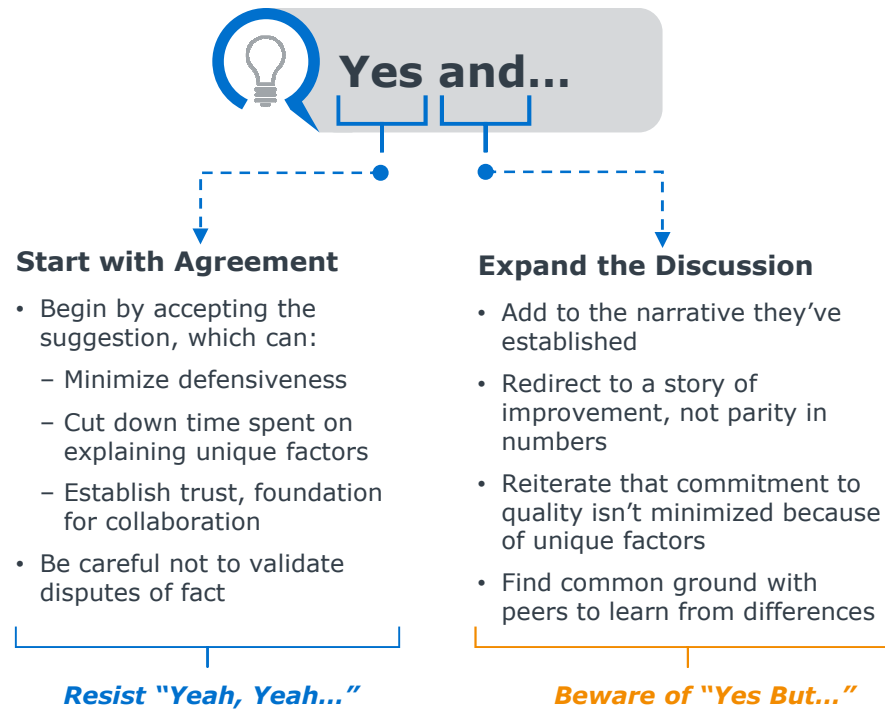 Yes and...
Start with Agreement
• Begin by accepting the
suggestion, which can:
– Minimize defensiveness
– Cut down time spent on
explaining unique factors
– Establish trust, foundation
for collaboration
• Be careful not to validate
disputes of fact
Resist “Yeah, Yeah…”
Expand the Discussion
• Add to the narrative they’ve
established
• Redirect to a story of
improvement, not parity in
numbers
• Reiterate that commitment to
quality isn’t minimized because
of unique factors
• Find common ground with
peers to learn from differences
Beware of “Yes But…”